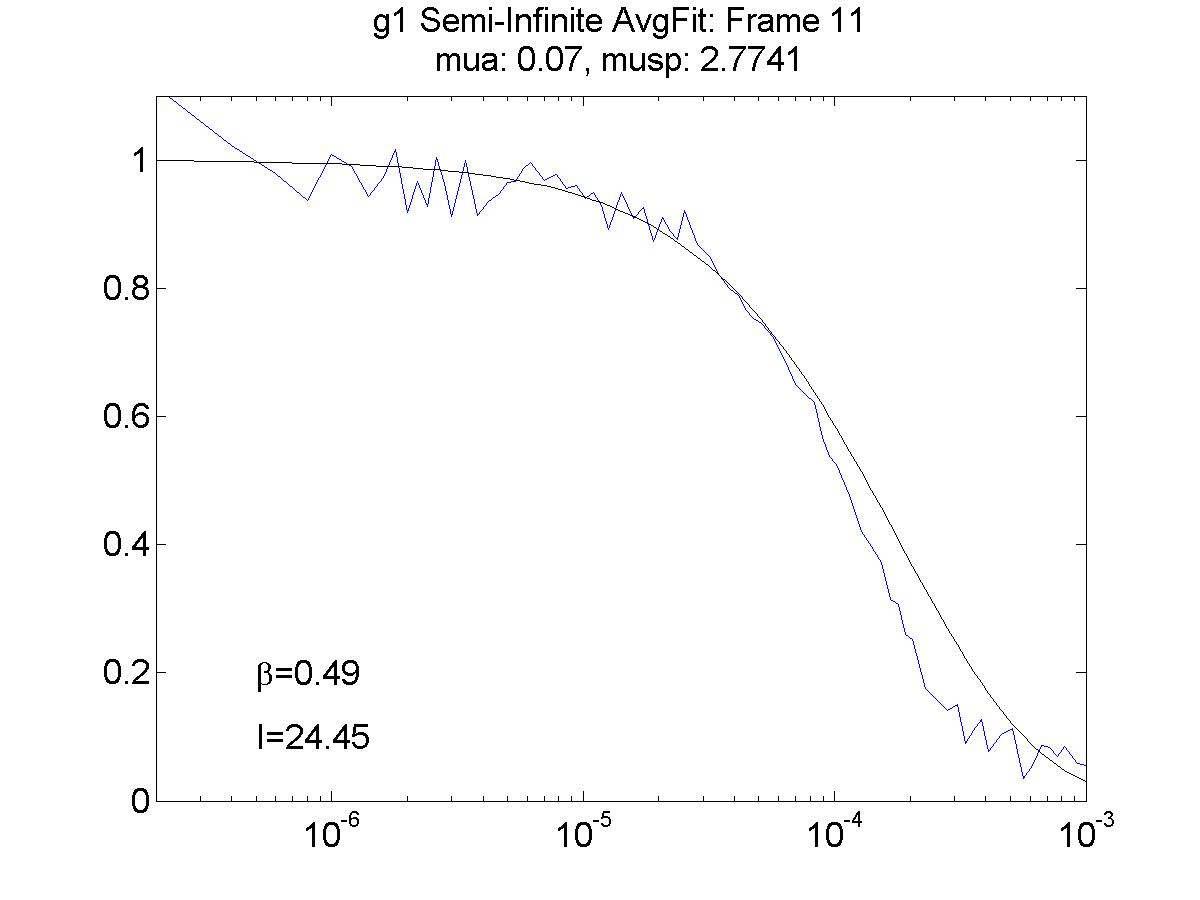 g1 Semi-Infinite AvgFit: Frame 11
mua: 0.07, musp: 2.7741
1
0.8
0.6
0.4
0.2
0
β=0.49
I=24.45
10^-6
10^-5
10^-4
10^-3